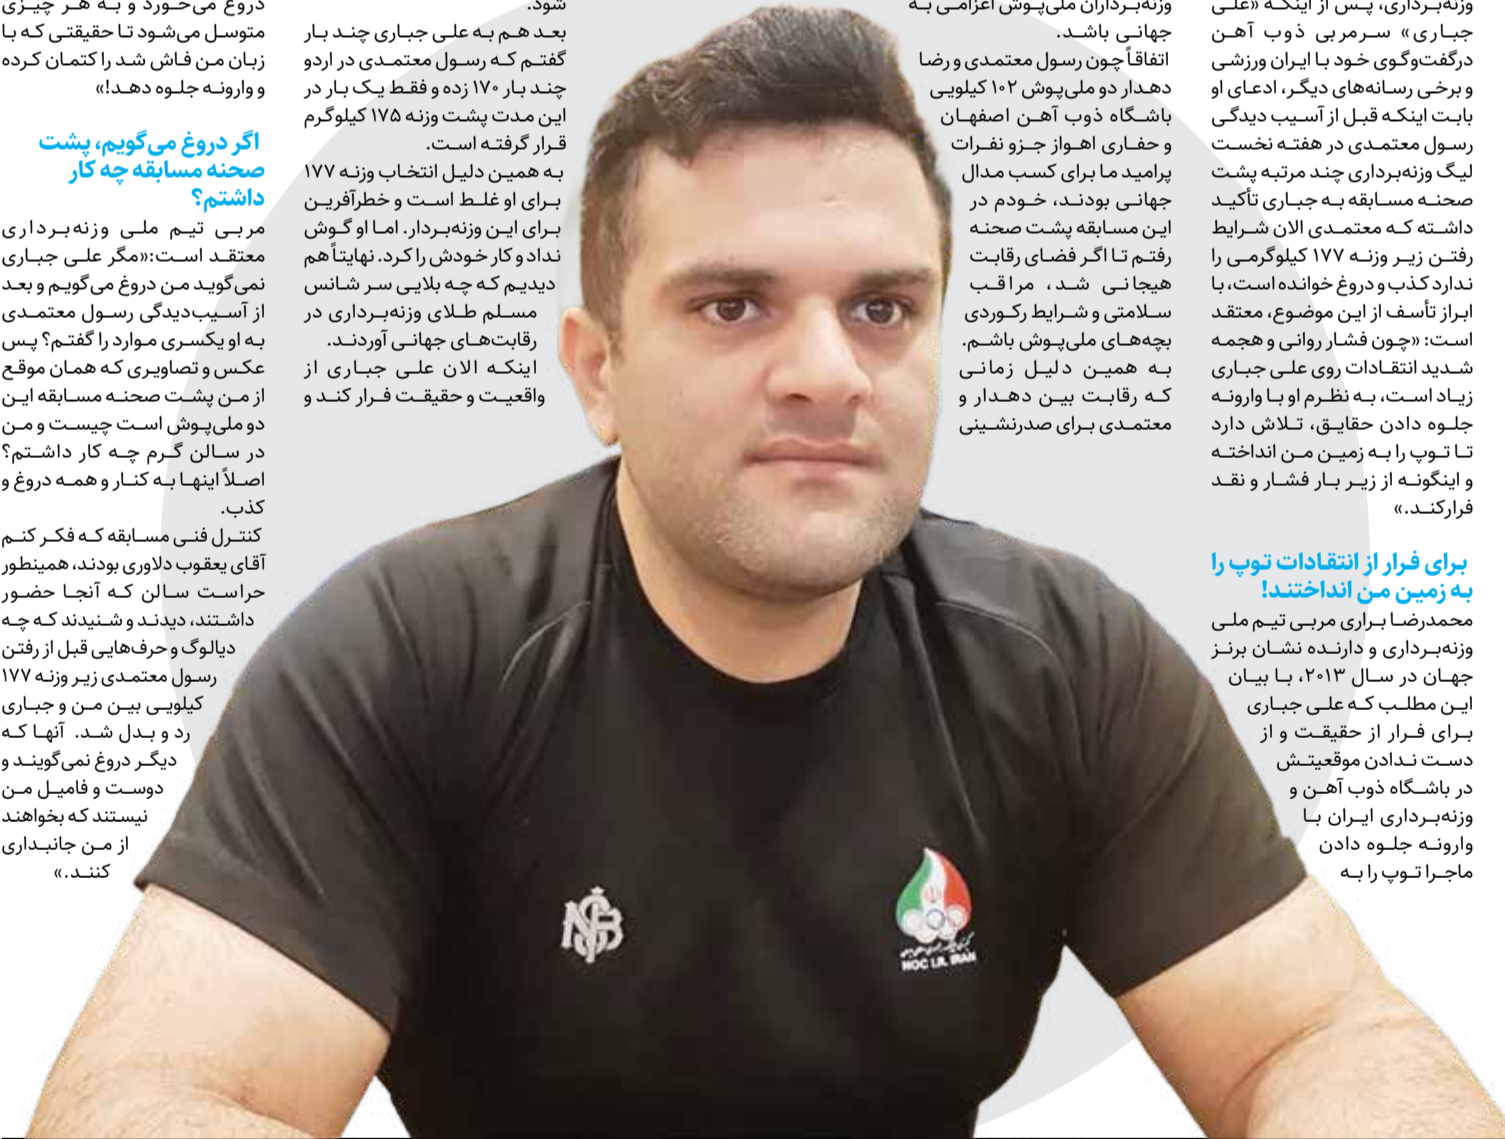 وزنه‌برداری، پس از اینکه «علی
جباری» سرمربی ذوب آهن
درگفت‌وگوی خود با ایران ورزشی
و برخی رسانه‌های دیگر، ادعای او
بابت اینکه قبل از آسیب دیدگی
رسول معتمدی در هفته نخست
لیگ وزنه‌برداری چند مرتبه پشت
صحنه مسابقه به جباری تأکید
داشته که معتمدی الان شرایط
رفتن زیر وزنه ۱۷۷ کیلوگرمی را
ندارد کذب و دروغ خوانده است، با
ابراز تأسف از این موضوع، معتقد
است: «چون فشار روانی و هجمه
شدید انتقادات روی علی جباری
زیاد است، به نظرم او با وارونه
جلوه دادن حقایق، تلاش دارد
تا توپ را به زمین من انداخته
و اینگونه از زیر بار فشار و نقد
فرارکند.»
برای فرار از انتقادات توپ را
به زمین من انداختند!
محمدرضا براری مربی تیم ملی
وزنه‌برداری و دارنده نشان برنز
جهان در سال ۲۰۱۳، با بیان
این مطلب که علی جباری
برای فرار از حقیقت و از
دست ندادن موقعیتش
در باشگاه ذوب آهن و
وزنه‌برداری ایران با
وارونه جلوه دادن
ماجرا توپ را به
وزنه‌برداران ملی‌پوش اعزامی به
جهانی باشد.
اتفاقاً چون رسول معتمدی و رضا
دهدار دو ملی‌پوش ۱۰۲ کیلویی
باشگاه ذوب آهن اصفهان
و حفاری اهواز جزو نفرات
پرامید ما برای کسب مدال
جهانی بودند، خودم در
این مسابقه پشت صحنه
رفتم تا اگر فضای رقابت
هیجانی شد، مراقب
سلامتی و شرایط رکوردی
بچه‌های ملی‌پوش باشم.
به همین دلیل زمانی
که رقابت بین دهدار و
معتمدی برای صدرنشینی
شود.
بعد هم به علی جباری چند بار
گفتم که رسول معتمدی در اردو
چند بار ۱۷۰ زده و فقط یک بار در
این مدت پشت وزنه ۱۷۵ کیلوگرم
قرار گرفته است.
به همین دلیل انتخاب وزنه ۱۷۷
برای او غلط است و خطرآفرین
برای این وزنه‌بردار. اما او گوش
نداد و کار خودش را کرد. نهایتاً هم
دیدیم که چه بلایی سر شانس
مسلم طلای وزنه‌برداری در
رقابت‌های جهانی آوردند.
اینکه الان علی جباری از
واقعیت و حقیقت فرار کند و
دروغ می‌خورد و به هر چیزی
متوسل می‌شود تا حقیقتی که با
زبان من فاش شد را کتمان کرده
و وارونه جلوه دهد!»
اگر دروغ می‌گویم، پشت
صحنه مسابقه چه کار
داشتم؟
مربی تیم ملی وزنه‌برداری
معتقد است:«مگر علی جباری
نمی‌گوید من دروغ می‌گویم و بعد
از آسیب‌دیدگی رسول معتمدی
به او یکسری موارد را گفتم؟ پس
عکس و تصاویری که همان موقع
از من پشت صحنه مسابقه این
دو ملی‌پوش است چیست و من
در سالن گرم چه کار داشتم؟
اصلاً اینها به کنار و همه دروغ و
کذب.
کنترل فنی مسابقه که فکر کنم
آقای یعقوب دلاوری بودند، همینطور
حراست سالن که آنجا حضور
داشتند، دیدند و شنیدند که چه
دیالوگ و حرف‌هایی قبل از رفتن
رسول معتمدی زیر وزنه ۱۷۷
کیلویی بین من و جباری
رد و بدل شد. آنها که
دیگر دروغ نمی‌گویند و
دوست و فامیل من
نیستند که بخواهند
از من جانبداری
کنند.»
NOC I.R. IRAN